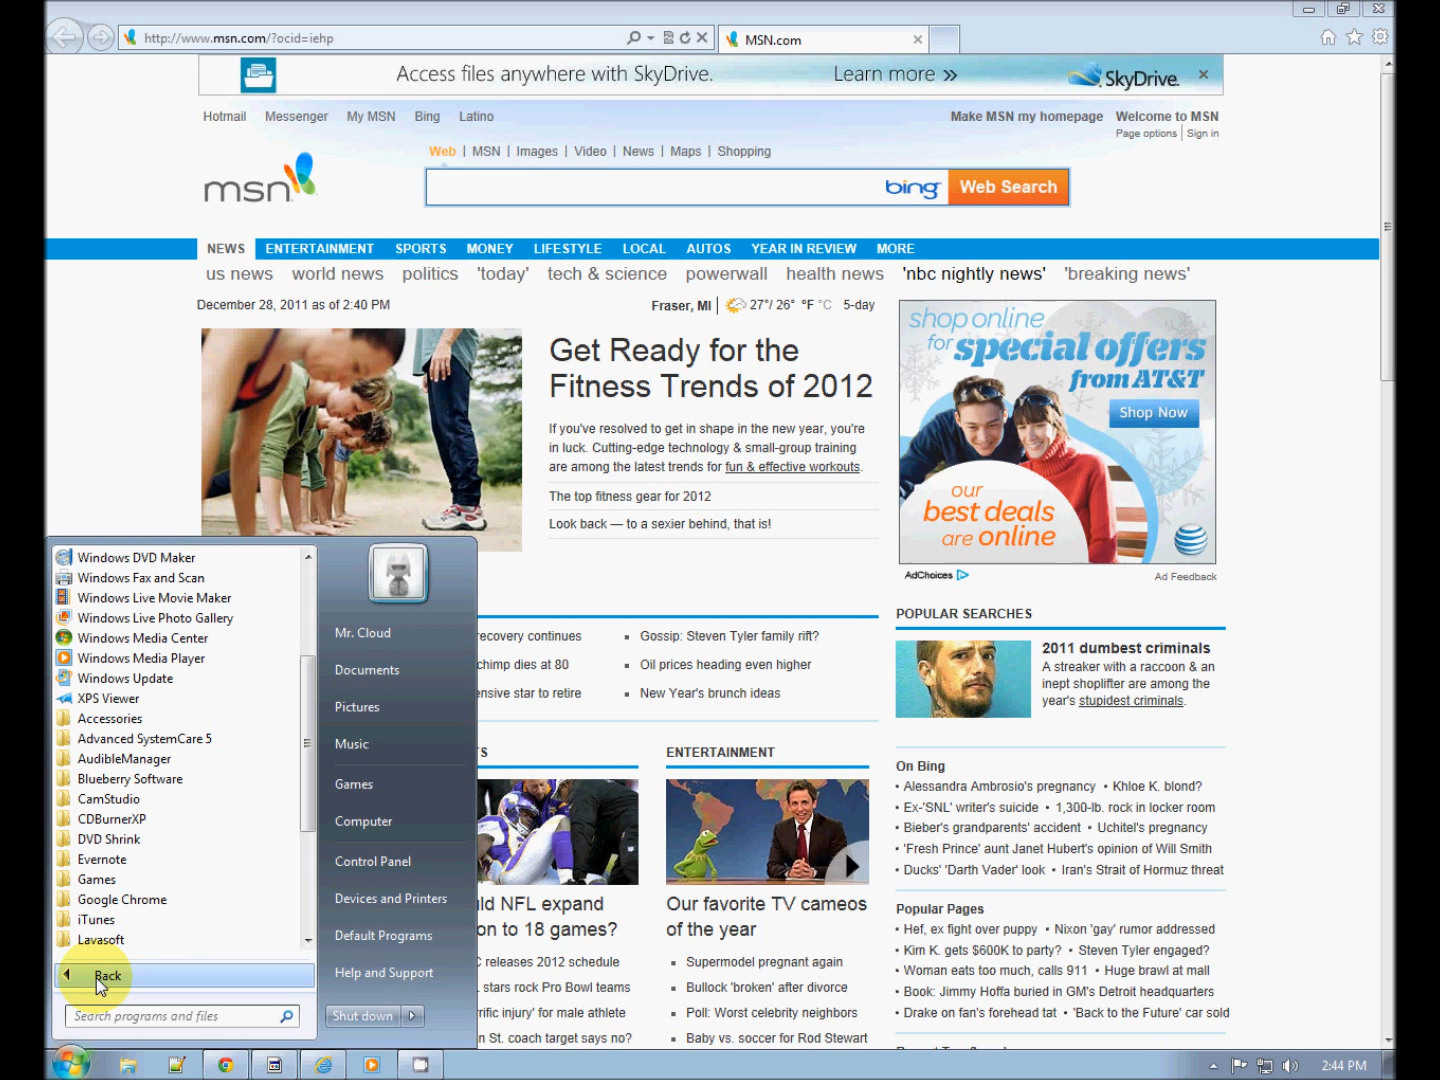 http://www.msn.com/?ocid=iehp
MSN.com
Access files anywhere with SkyDrive.
Learn more »
SkyDrive
Hotmail Messenger My MSN Bing Latino
Make MSN my homepage Welcome to MSN
Page options | Sign in
Web | MSN | Images | Video | News | Maps | Shopping
msn
bing
Web Search
NEWS ENTERTAINMENT SPORTS MONEY LIFESTYLE LOCAL AUTOS YEAR IN REVIEW MORE
us news world news politics 'today' tech & science powerwall health news 'nbc nightly news' 'breaking news'
December 28, 2011 as of 2:40 PM
Fraser, MI | 27°/ 26° °F °C 5-day
Get Ready for the
Fitness Trends of 2012
If you've resolved to get in shape in the new year, you're
in luck. Cutting-edge technology & small-group training
are among the latest trends for fun & effective workouts.
The top fitness gear for 2012
Look back — to a sexier behind, that is!
shop online
for special offers
from AT&T
Shop Now
our
best deals
are online
AdChoices
Ad Feedback
Windows DVD Maker
Windows Fax and Scan
Windows Live Movie Maker
Windows Live Photo Gallery
Windows Media Center
Windows Media Player
Windows Update
XPS Viewer
Accessories
Advanced SystemCare 5
AudibleManager
Blueberry Software
CamStudio
CDBurnerXP
DVD Shrink
Evernote
Games
Google Chrome
iTunes
Lavasoft
Back
Search programs and files
Mr. Cloud
Documents
Pictures
Music
Games
Computer
Control Panel
Devices and Printers
Default Programs
Help and Support
Shut down
recovery continues
chimp dies at 80
ensive star to retire
Gossip: Steven Tyler family rift?
Oil prices heading even higher
New Year's brunch ideas
POPULAR SEARCHES
2011 dumbest criminals
A streaker with a raccoon & an
inept shoplifter are among the
year's stupidest criminals.
ENTERTAINMENT
NFL expand
on to 18 games?
releases 2012 schedule
stars rock Pro Bowl teams
rific injury' for male athlete
n St. coach target says no?
Our favorite TV cameos
of the year
Supermodel pregnant again
Bullock 'broken' after divorce
Poll: Worst celebrity neighbors
Baby vs. soccer for Rod Stewart
On Bing
Alessandra Ambrosio's pregnancy • Khloe K. blond?
Ex-'SNL' writer's suicide • 1,300-lb. rock in locker room
Bieber's grandparents' accident • Uchitel's pregnancy
'Fresh Prince' aunt Janet Hubert's opinion of Will Smith
Ducks' 'Darth Vader' look • Iran's Strait of Hormuz threat
Popular Pages
Hef, ex fight over puppy • Nixon 'gay' rumor addressed
Kim K. gets $600K to party? • Steven Tyler engaged?
Woman eats too much, calls 911 • Huge brawl at mall
Book: Jimmy Hoffa buried in GM's Detroit headquarters
Drake on fan's forehead tat • 'Back to the Future' car sold
2:44 PM